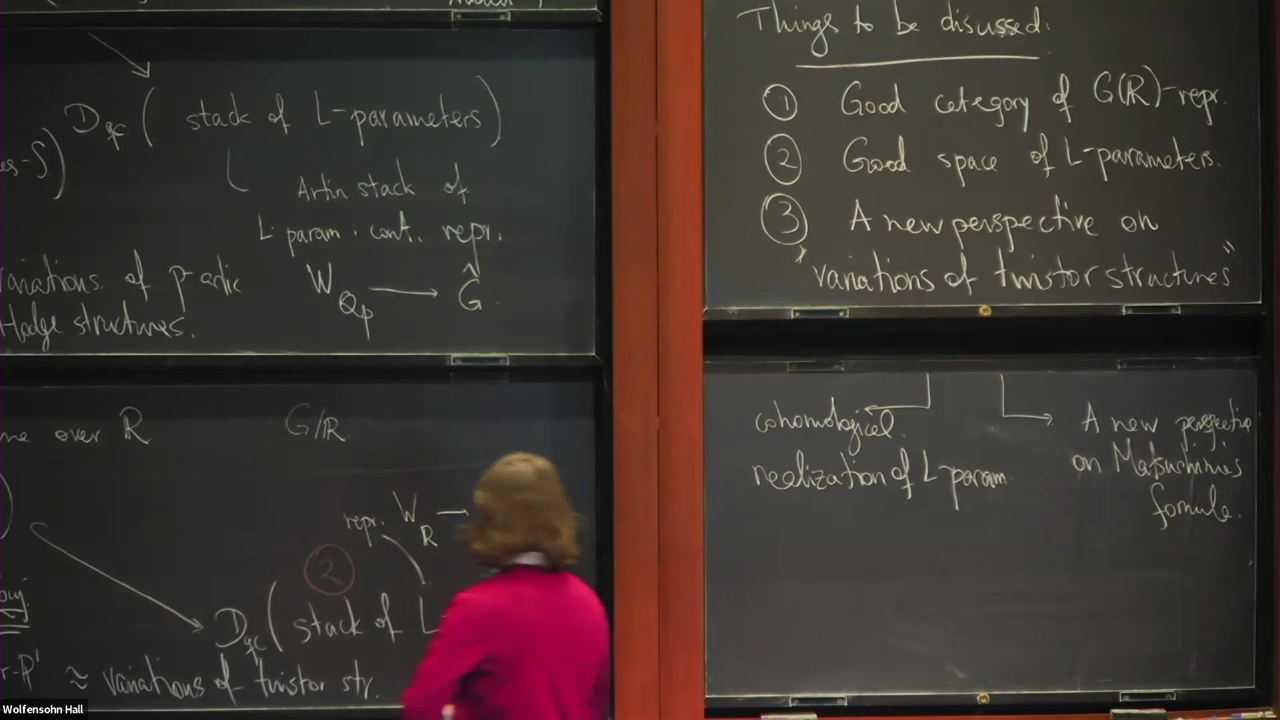 D_qc ( stack of L-parameters )
Artin stack of
L-param : cont. repr.
W_Qp → Ĝ
of p-adic
Hodge structures.
over R G/R
repr. W_R →
②
D_qc ( stack of L
≈ variations of twistor str.
Things to be discussed:
① Good category of G(R)-repr.
② Good space of L-parameters.
③ A new perspective on
"variations of twistor structures"
cohomological
realization of L-param.
A new perspective
on Matsushima's
formula.
Wolfensohn Hall